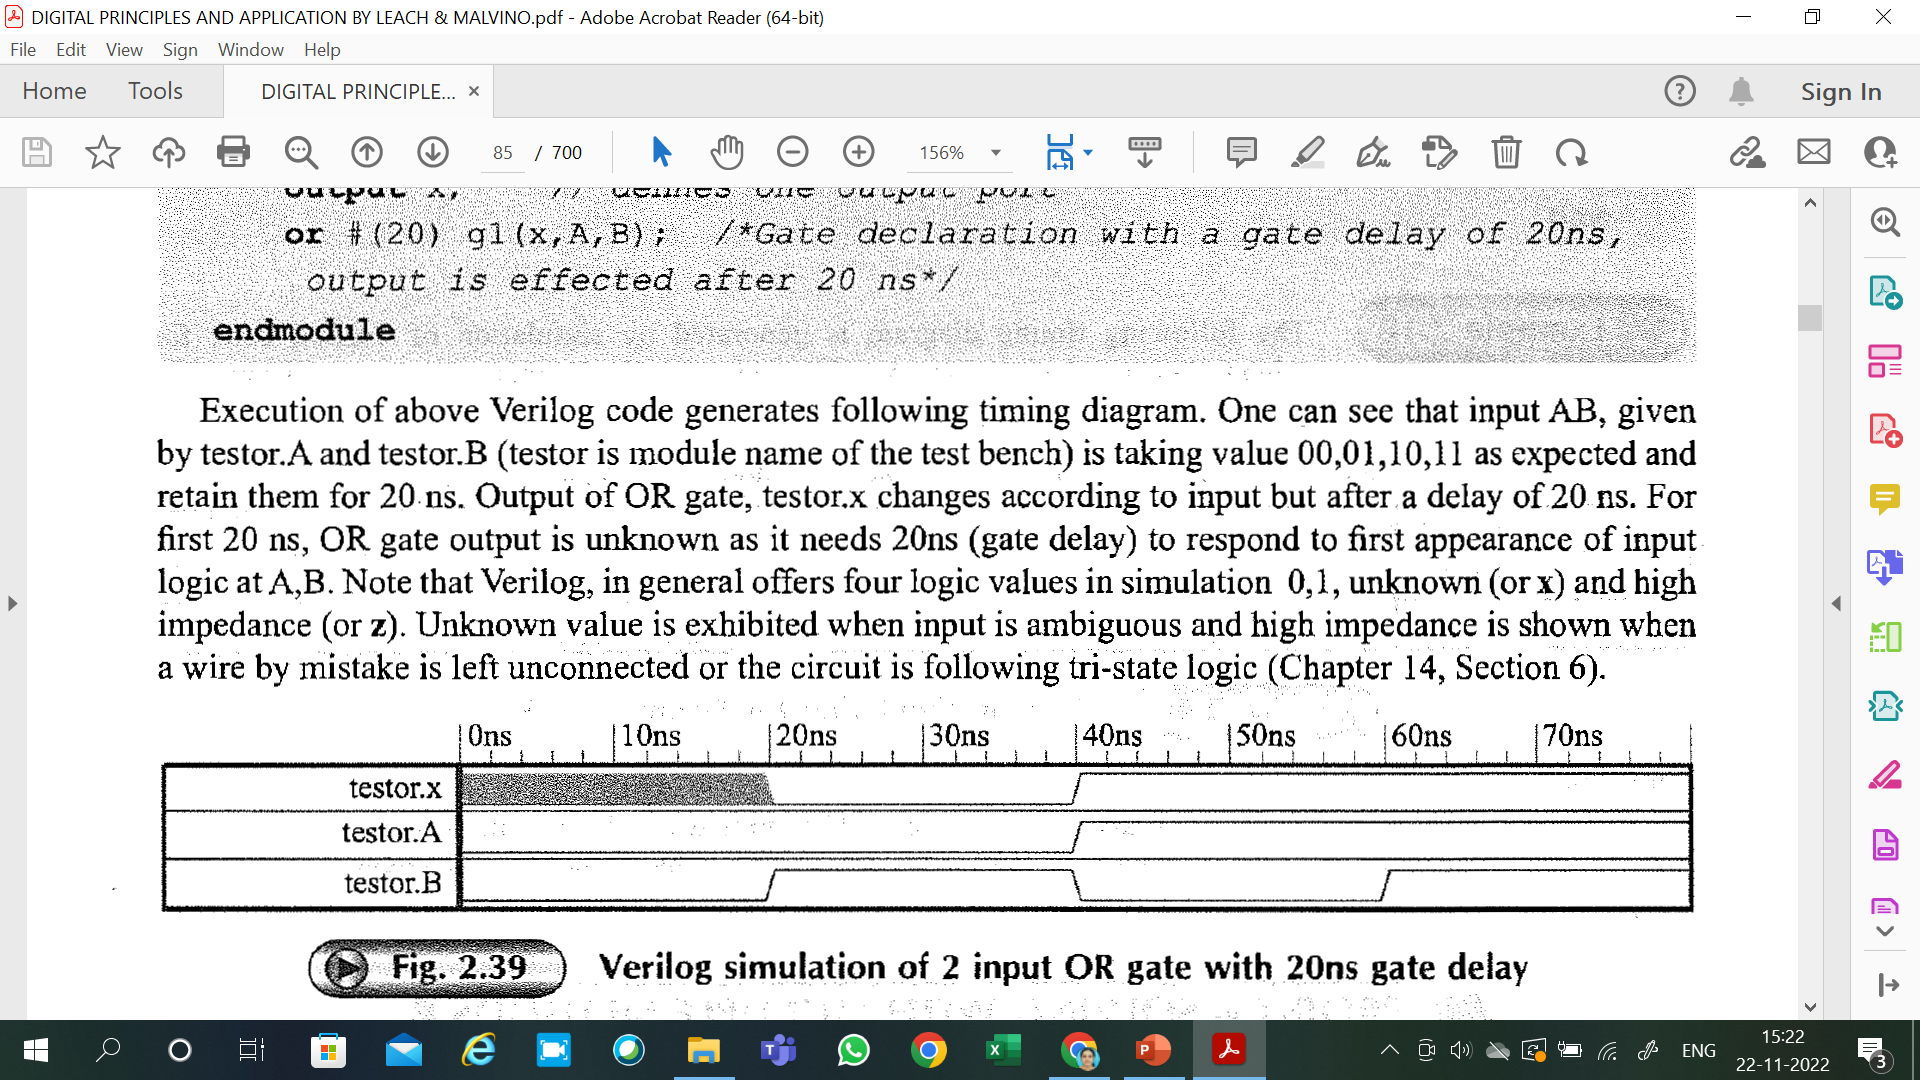 DIGITAL PRINCIPLES AND APPLICATION BY LEACH & MALVINO.pdf - Adobe Acrobat Reader (64-bit)
File Edit View Sign Window Help
Home Tools DIGITAL PRINCIPLE... × Sign In
85 / 700 156%
output x; // defines one output port
or #(20) g1(x,A,B); /*Gate declaration with a gate delay of 20ns,
output is effected after 20 ns*/
endmodule
Execution of above Verilog code generates following timing diagram. One can see that input AB, given
by testor.A and testor.B (testor is module name of the test bench) is taking value 00,01,10,11 as expected and
retain them for 20 ns. Output of OR gate, testor.x changes according to input but after a delay of 20 ns. For
first 20 ns, OR gate output is unknown as it needs 20ns (gate delay) to respond to first appearance of input
logic at A,B. Note that Verilog, in general offers four logic values in simulation 0,1, unknown (or x) and high
impedance (or z). Unknown value is exhibited when input is ambiguous and high impedance is shown when
a wire by mistake is left unconnected or the circuit is following tri-state logic (Chapter 14, Section 6).
0ns 10ns 20ns 30ns 40ns 50ns 60ns 70ns
testor.x
testor.A
testor.B
Fig. 2.39 Verilog simulation of 2 input OR gate with 20ns gate delay
ENG 15:22
22-11-2022 3